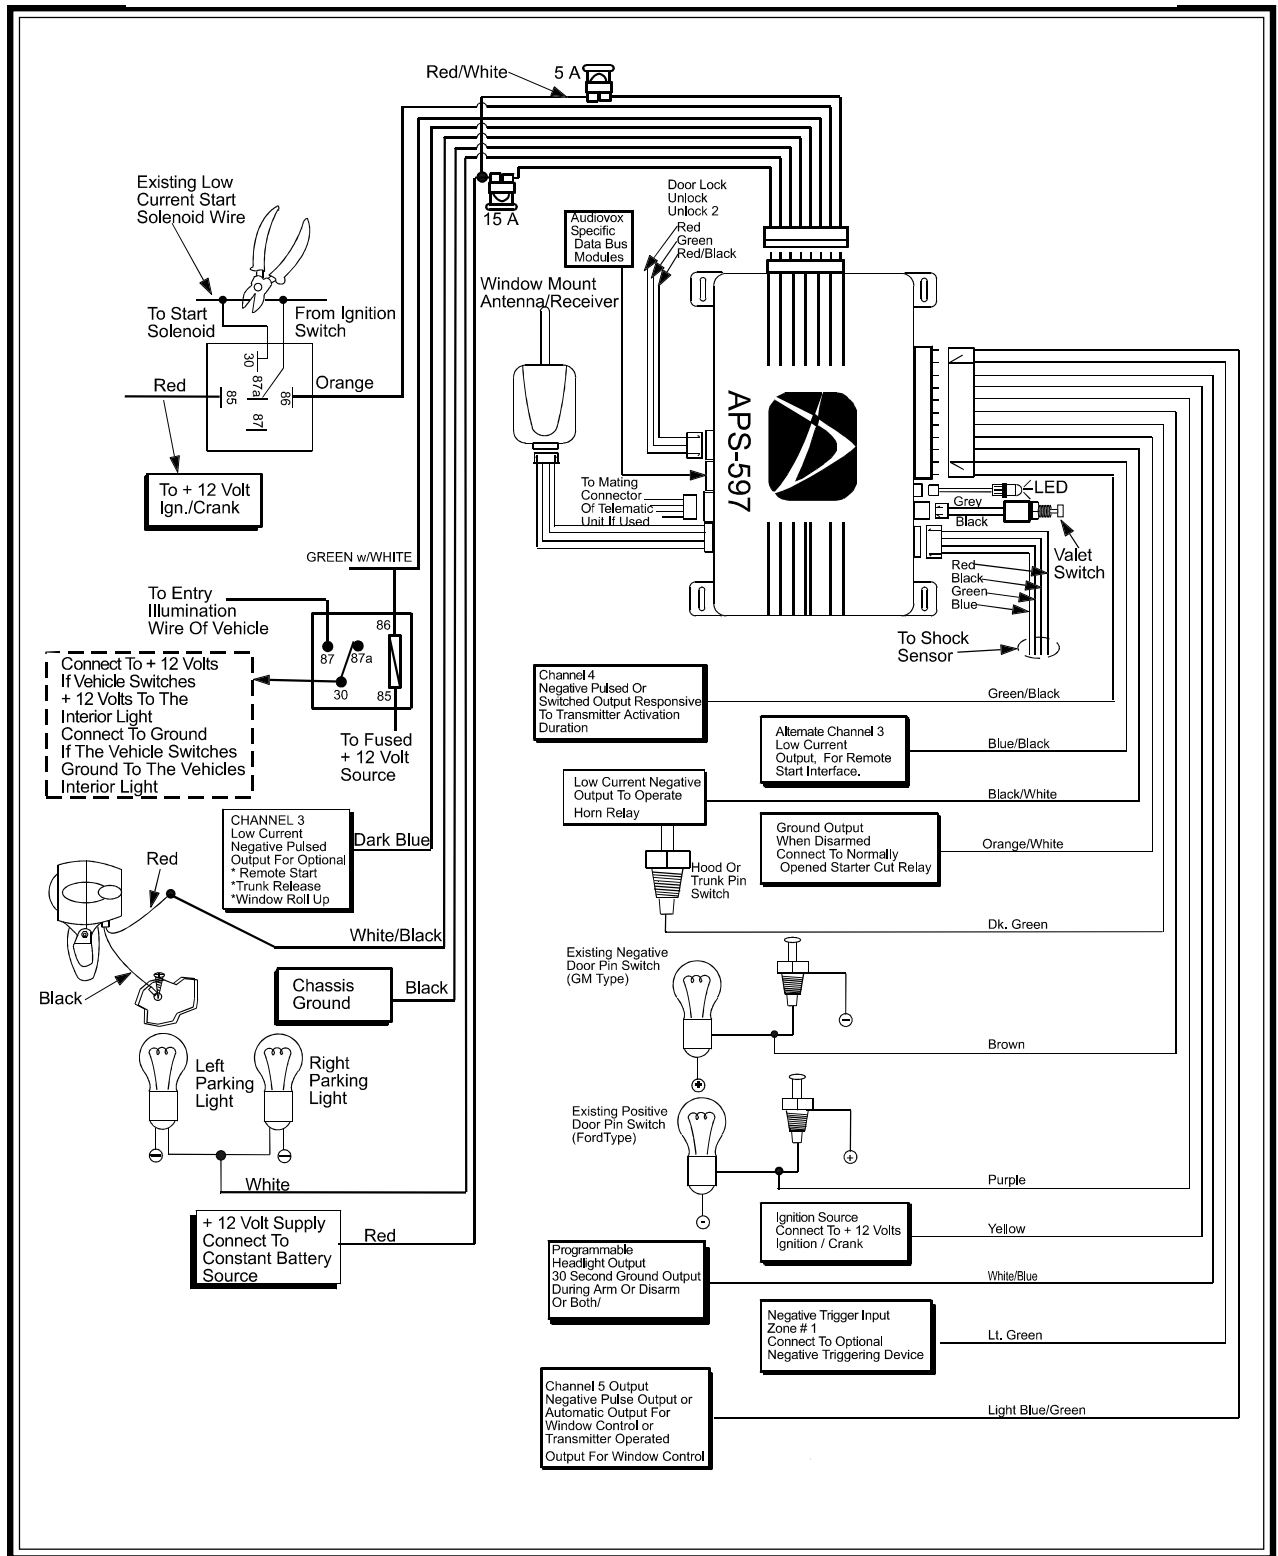 Red/White
5 A
Existing Low
Current Start
Solenoid Wire
15 A
Audiovox
Specific
Data Bus
Modules
Door Lock
Unlock
Unlock 2
Red
Green
Red/Black
Window Mount
Antenna/Receiver
To Start
Solenoid
From Ignition
Switch
30
87a
85
86
87
Red
Orange
To + 12 Volt
Ign./Crank
APS-597
To Mating
Connector
Of Telematic
Unit If Used
LED
Grey
Black
Valet
Switch
Red
Black
Green
Blue
To Shock
Sensor
GREEN w/WHITE
To Entry
Illumination
Wire Of Vehicle
86
87
87a
30
85
Connect To + 12 Volts
If Vehicle Switches
+ 12 Volts To The
Interior Light
Connect To Ground
If The Vehicle Switches
Ground To The Vehicles
Interior Light
To Fused
+ 12 Volt
Source
Channel 4
Negative Pulsed Or
Switched Output Responsive
To Transmitter Activation
Duration
Green/Black
Alternate Channel 3
Low Current
Output, For Remote
Start Interface.
Blue/Black
Low Current Negative
Output To Operate
Horn Relay
Black/White
CHANNEL 3
Low Current
Negative Pulsed
Output For Optional
* Remote Start
*Trunk Release
*Window Roll Up
Dark Blue
Ground Output
When Disarmed
Connect To Normally
Opened Starter Cut Relay
Orange/White
Red
Hood Or
Trunk Pin
Switch
Dk. Green
White/Black
Black
Chassis
Ground
Black
Existing Negative
Door Pin Switch
(GM Type)
-
Brown
+
Left
Parking
Light
Right
Parking
Light
-
-
White
Existing Positive
Door Pin Switch
(FordType)
+
Purple
-
+ 12 Volt Supply
Connect To
Constant Battery
Source
Red
Ignition Source
Connect To + 12 Volts
Ignition / Crank
Yellow
Programmable
Headlight Output
30 Second Ground Output
During Arm Or Disarm
Or Both/
White/Blue
Negative Trigger Input
Zone # 1
Connect To Optional
Negative Triggering Device
Lt. Green
Channel 5 Output
Negative Pulse Output or
Automatic Output For
Window Control or
Transmitter Operated
Output For Window Control
Light Blue/Green